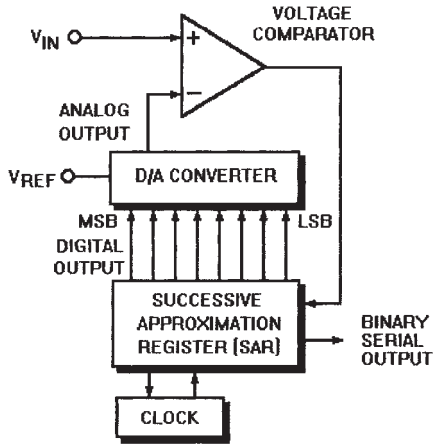 VOLTAGE
COMPARATOR
VIN
+
−
ANALOG
OUTPUT
VREF
D/A CONVERTER
MSB
LSB
DIGITAL
OUTPUT
SUCCESSIVE
APPROXIMATION
REGISTER (SAR)
BINARY
SERIAL
OUTPUT
CLOCK